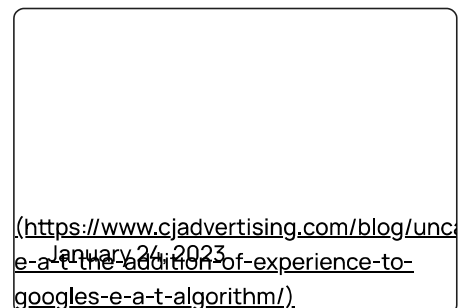 (https://www.cjadvertising.com/blog/unca
January 24, 2023
e-a-t-the-addition-of-experience-to-
googles-e-a-t-algorithm/)